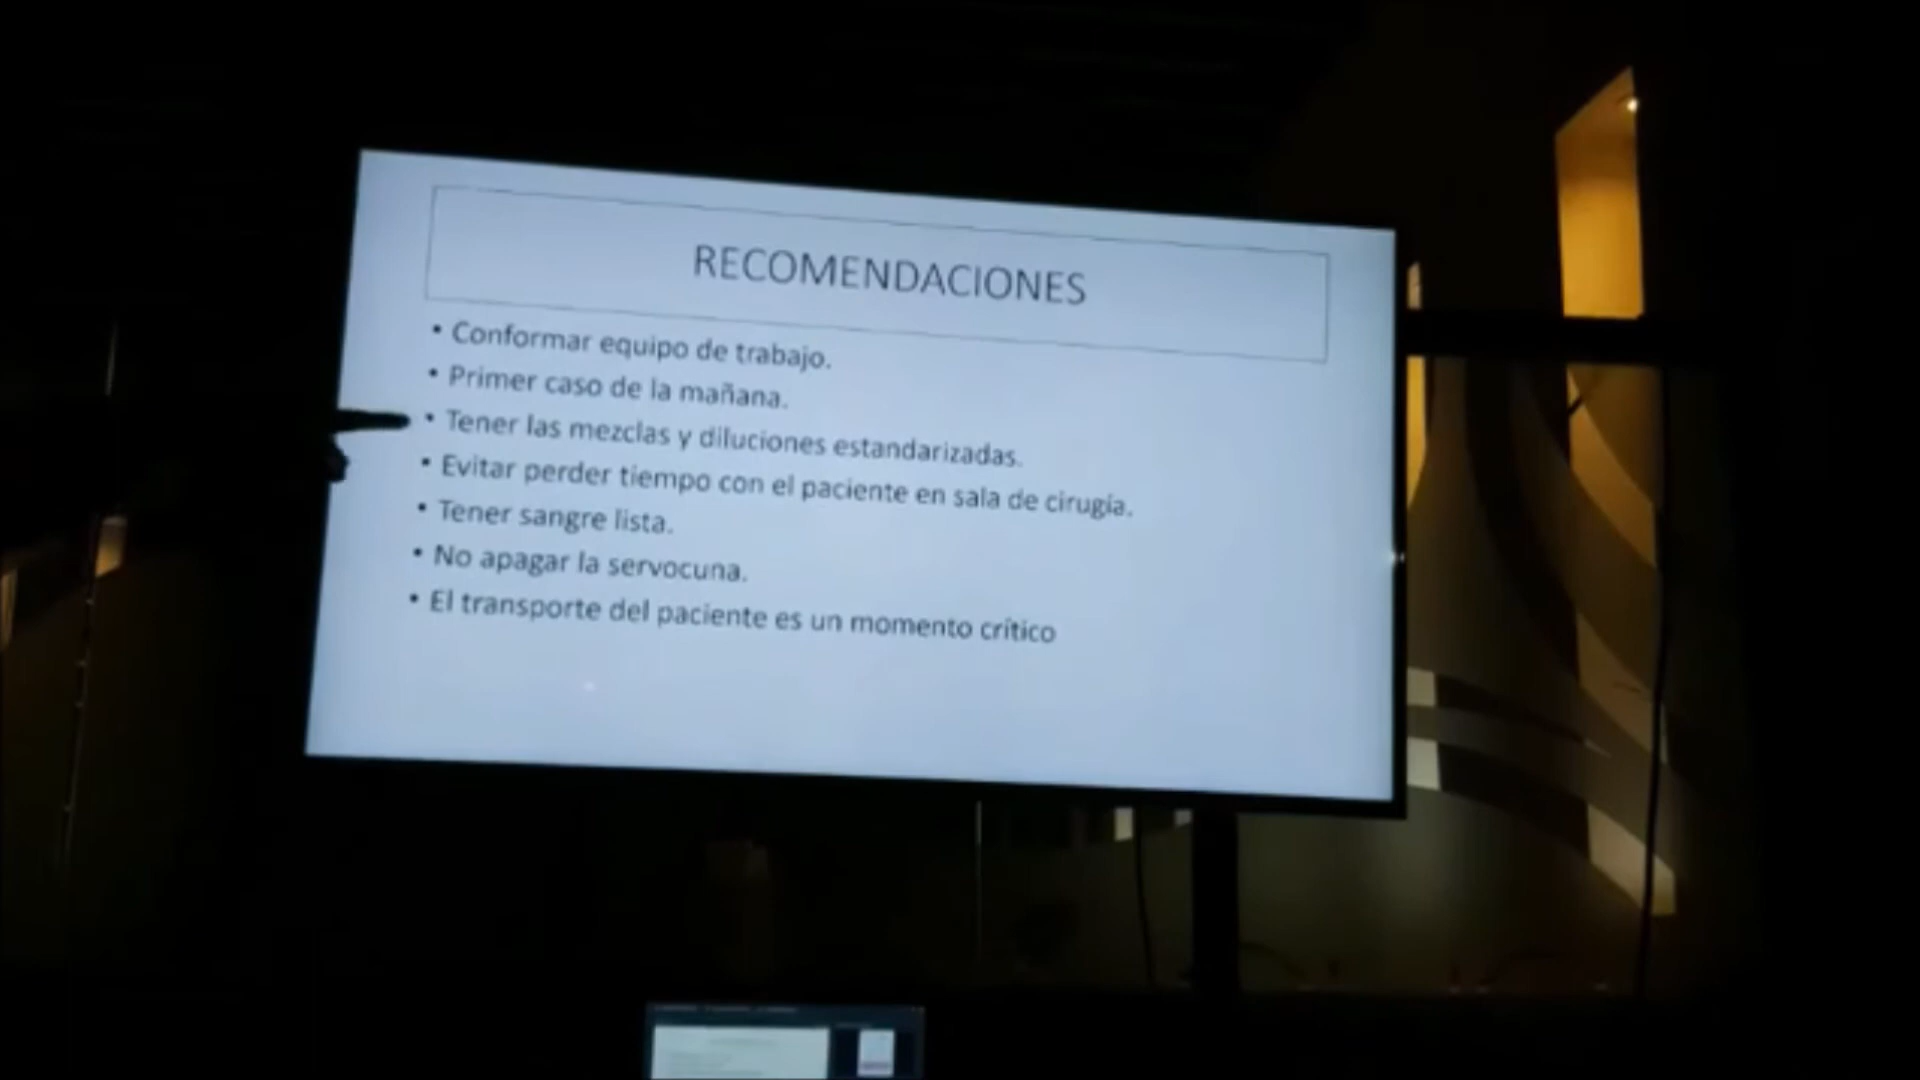 RECOMENDACIONES
• Conformar equipo de trabajo.
• Primer caso de la mañana.
• Tener las mezclas y diluciones estandarizadas.
• Evitar perder tiempo con el paciente en sala de cirugía.
• Tener sangre lista.
• No apagar la servocuna.
• El transporte del paciente es un momento crítico